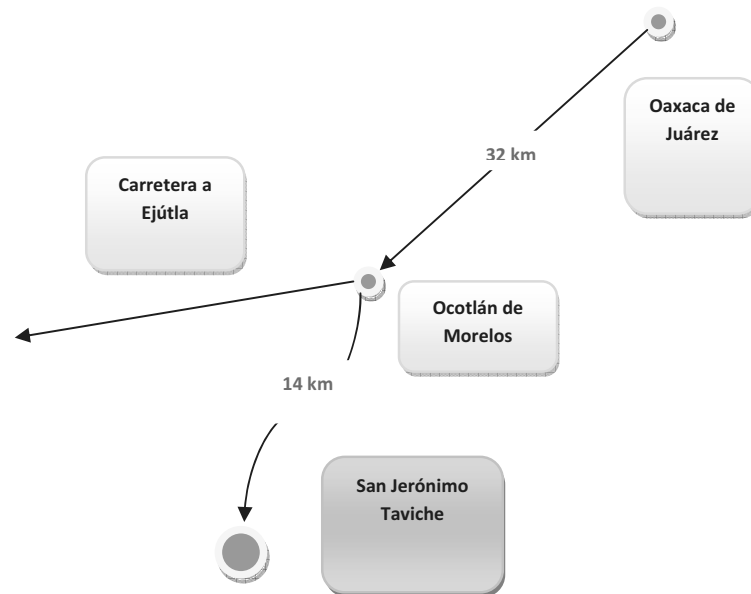 Oaxaca de
Juárez
32 km
Carretera a
Ejútla
Ocotlán de
Morelos
14 km
San Jerónimo
Taviche